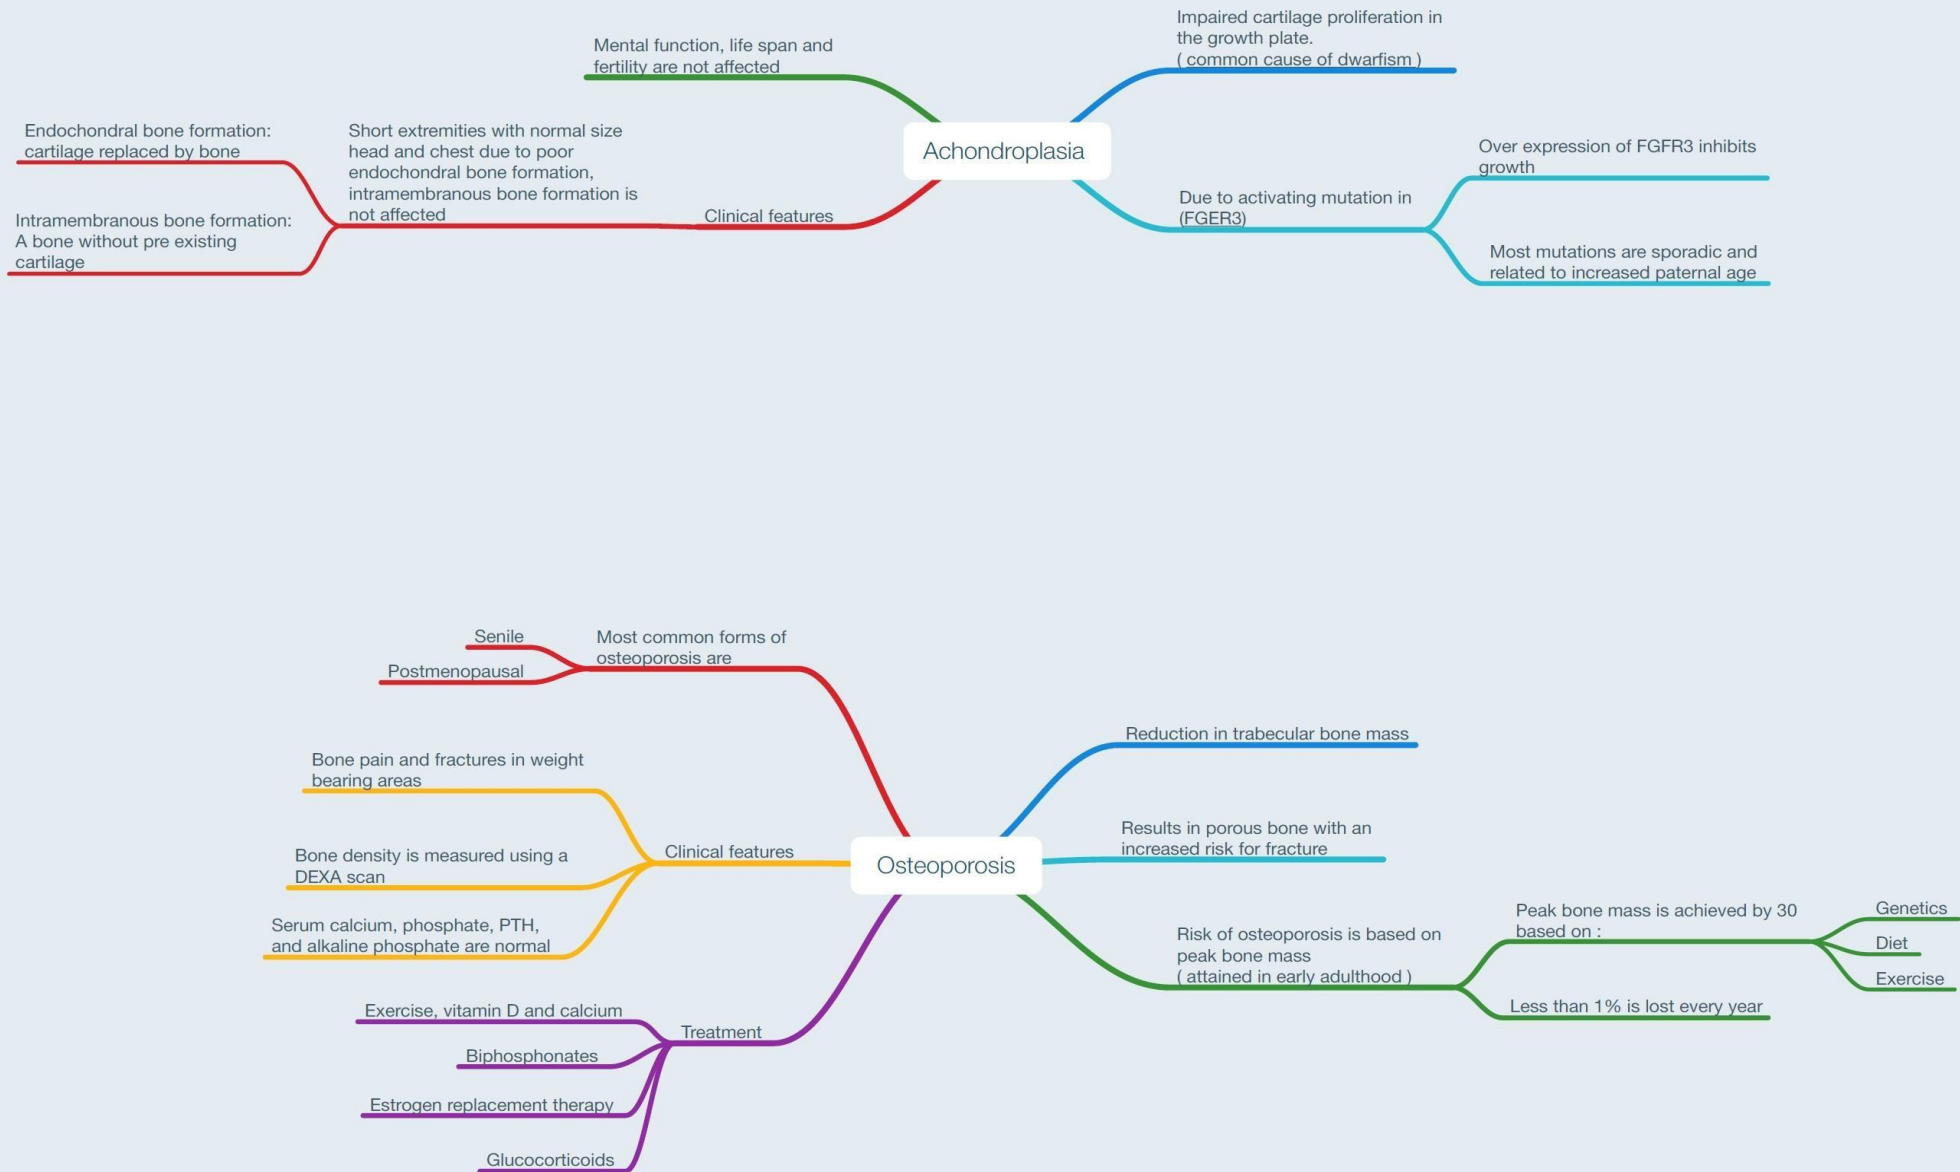 Achondroplasia
Impaired cartilage proliferation in
the growth plate.
( common cause of dwarfism )
Due to activating mutation in
(FGER3)
Over expression of FGFR3 inhibits
growth
Most mutations are sporadic and
related to increased paternal age
Mental function, life span and
fertility are not affected
Clinical features
Short extremities with normal size
head and chest due to poor
endochondral bone formation,
intramembranous bone formation is
not affected
Endochondral bone formation:
cartilage replaced by bone
Intramembranous bone formation:
A bone without pre existing
cartilage
Osteoporosis
Reduction in trabecular bone mass
Results in porous bone with an
increased risk for fracture
Risk of osteoporosis is based on
peak bone mass
( attained in early adulthood )
Peak bone mass is achieved by 30
based on :
Genetics
Diet
Exercise
Less than 1% is lost every year
Most common forms of
osteoporosis are
Senile
Postmenopausal
Clinical features
Bone pain and fractures in weight
bearing areas
Bone density is measured using a
DEXA scan
Serum calcium, phosphate, PTH,
and alkaline phosphate are normal
Treatment
Exercise, vitamin D and calcium
Biphosphonates
Estrogen replacement therapy
Glucocorticoids